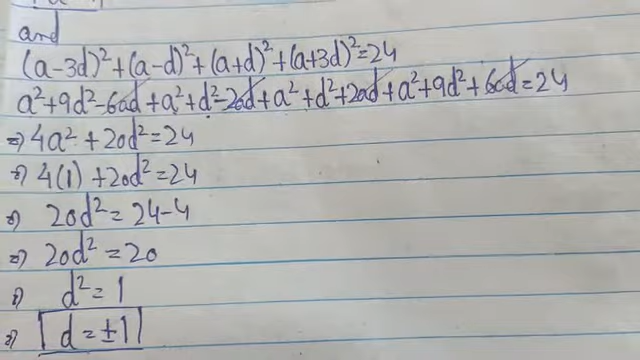 and
(a-3d)²+(a-d)²+(a+d)²+(a+3d)²=24
a²+9d²-6ad+a²+d²-2ad+a²+d²+2ad+a²+9d²+6ad=24
⇒ 4a²+20d²=24
⇒ 4(1)+20d²=24
⇒ 20d²=24-4
⇒ 20d²=20
⇒ d²=1
⇒ d=±1